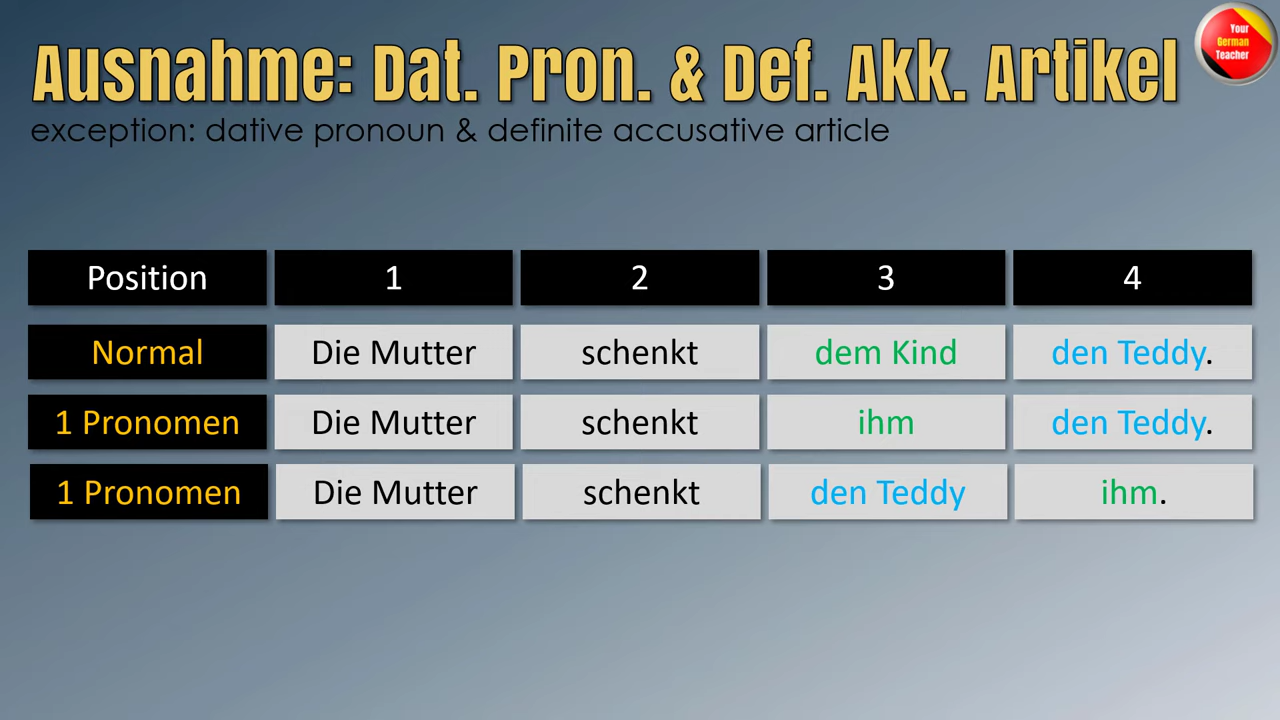 Ausnahme: Dat. Pron. & Def. Akk. Artikel
exception: dative pronoun & definite accusative article
Your
German
Teacher
Position 1 2 3 4
Normal Die Mutter schenkt dem Kind den Teddy.
1 Pronomen Die Mutter schenkt ihm den Teddy.
1 Pronomen Die Mutter schenkt den Teddy ihm.